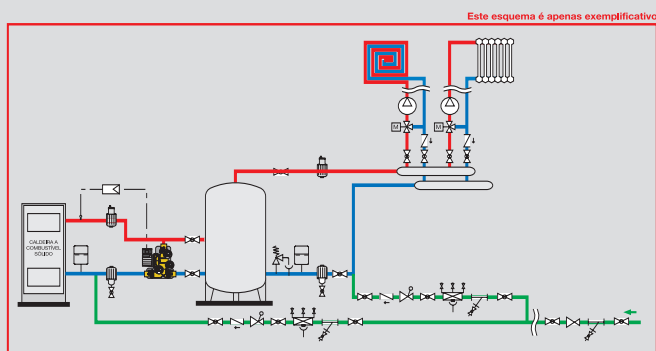 Este esquema é apenas exemplificativo
M
M
CALDEIRA A
COMBUSTÍVEL
SÓLIDO